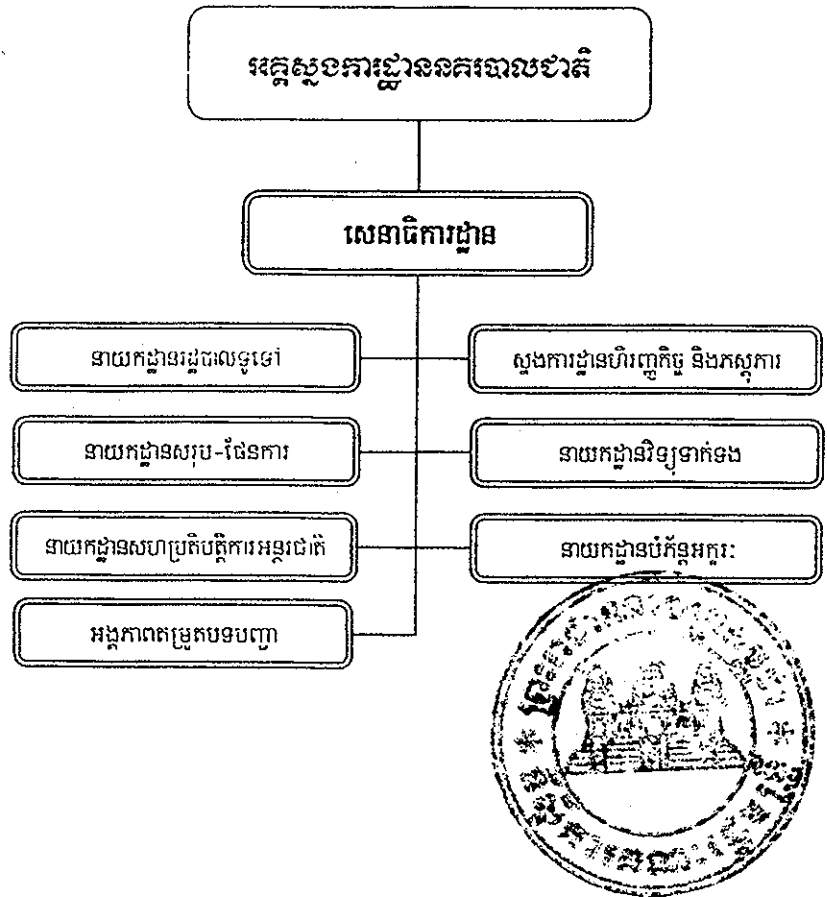 អគ្គស្នងការដ្ឋាននគរបាលជាតិ
សេនាធិការដ្ឋាន
នាយកដ្ឋានរដ្ឋបាលទូទៅ
ស្នងការដ្ឋានហិរញ្ញកិច្ច និងភស្តុភារ
នាយកដ្ឋានសរុប-ផែនការ
នាយកដ្ឋានវិទ្យុទាក់ទង
នាយកដ្ឋានសហប្រតិបត្តិការអន្តរជាតិ
នាយកដ្ឋានបំភ័ន្តអក្ខរៈ
អង្គភាពតម្រួតបទបញ្ជា